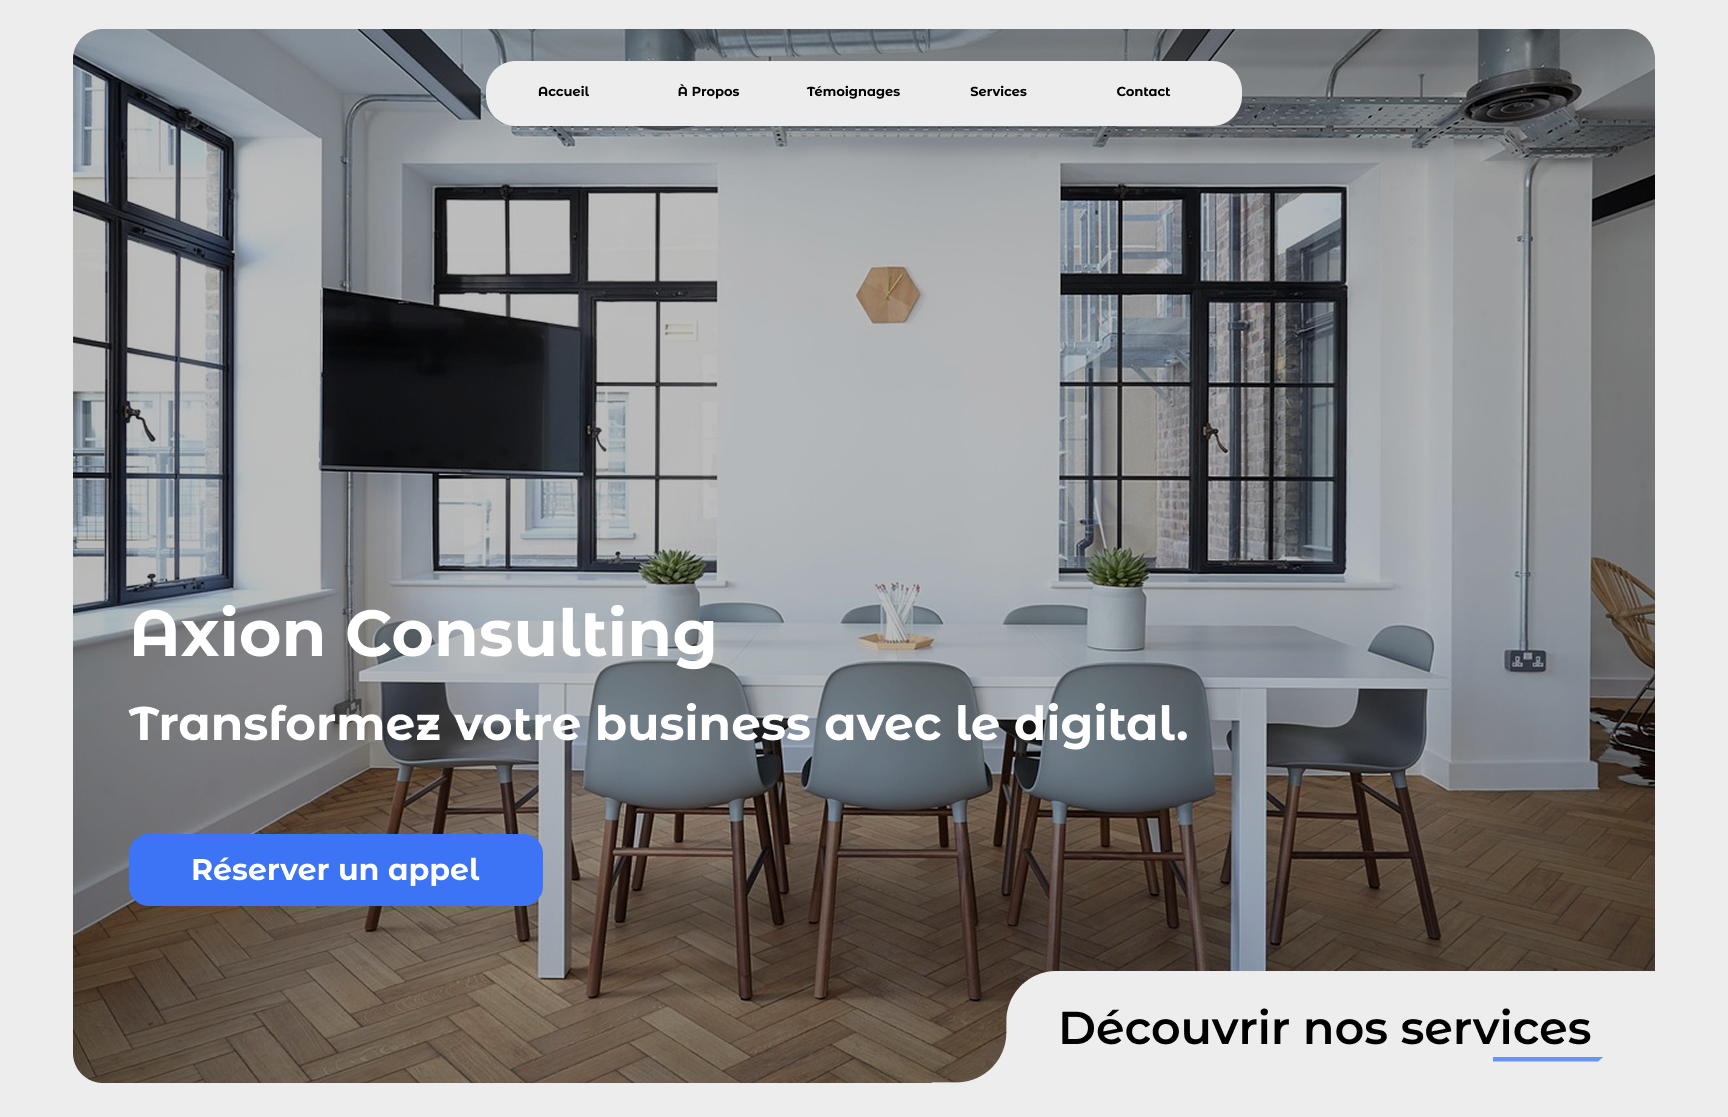 Accueil
À Propos
Témoignages
Services
Contact
Axion Consulting
Transformez votre business avec le digital.
Réserver un appel
Découvrir nos services